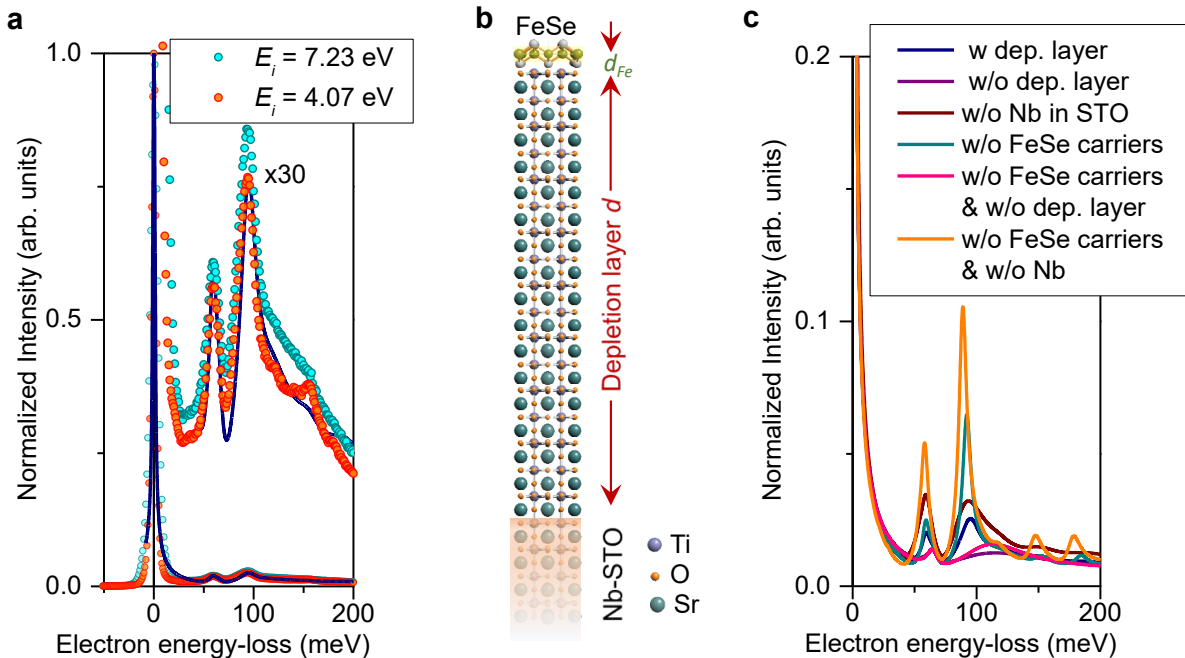 a
E_i = 7.23 eV
E_i = 4.07 eV
x30
Normalized Intensity (arb. units)
1.0
0.5
0.0
0
100
200
Electron energy-loss (meV)
b
FeSe
d_Fe
Depletion layer d
Nb-STO
Ti
O
Sr
c
w dep. layer
w/o dep. layer
w/o Nb in STO
w/o FeSe carriers
w/o FeSe carriers
& w/o dep. layer
w/o FeSe carriers
& w/o Nb
Normalized Intensity (arb. units)
0.2
0.1
0.0
0
100
200
Electron energy-loss (meV)